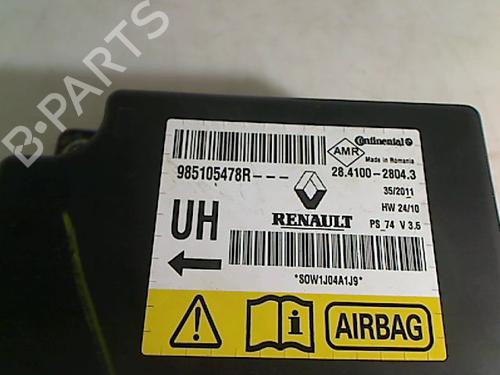 B-PARTS
Continental
AMR
Made in Romania
985105478R---
28.4100-2804.3
35/2011
HW 24/10
UH
RENAULT
PS_74 V 3.5
*SOW1J04A1J9*
AIRBAG